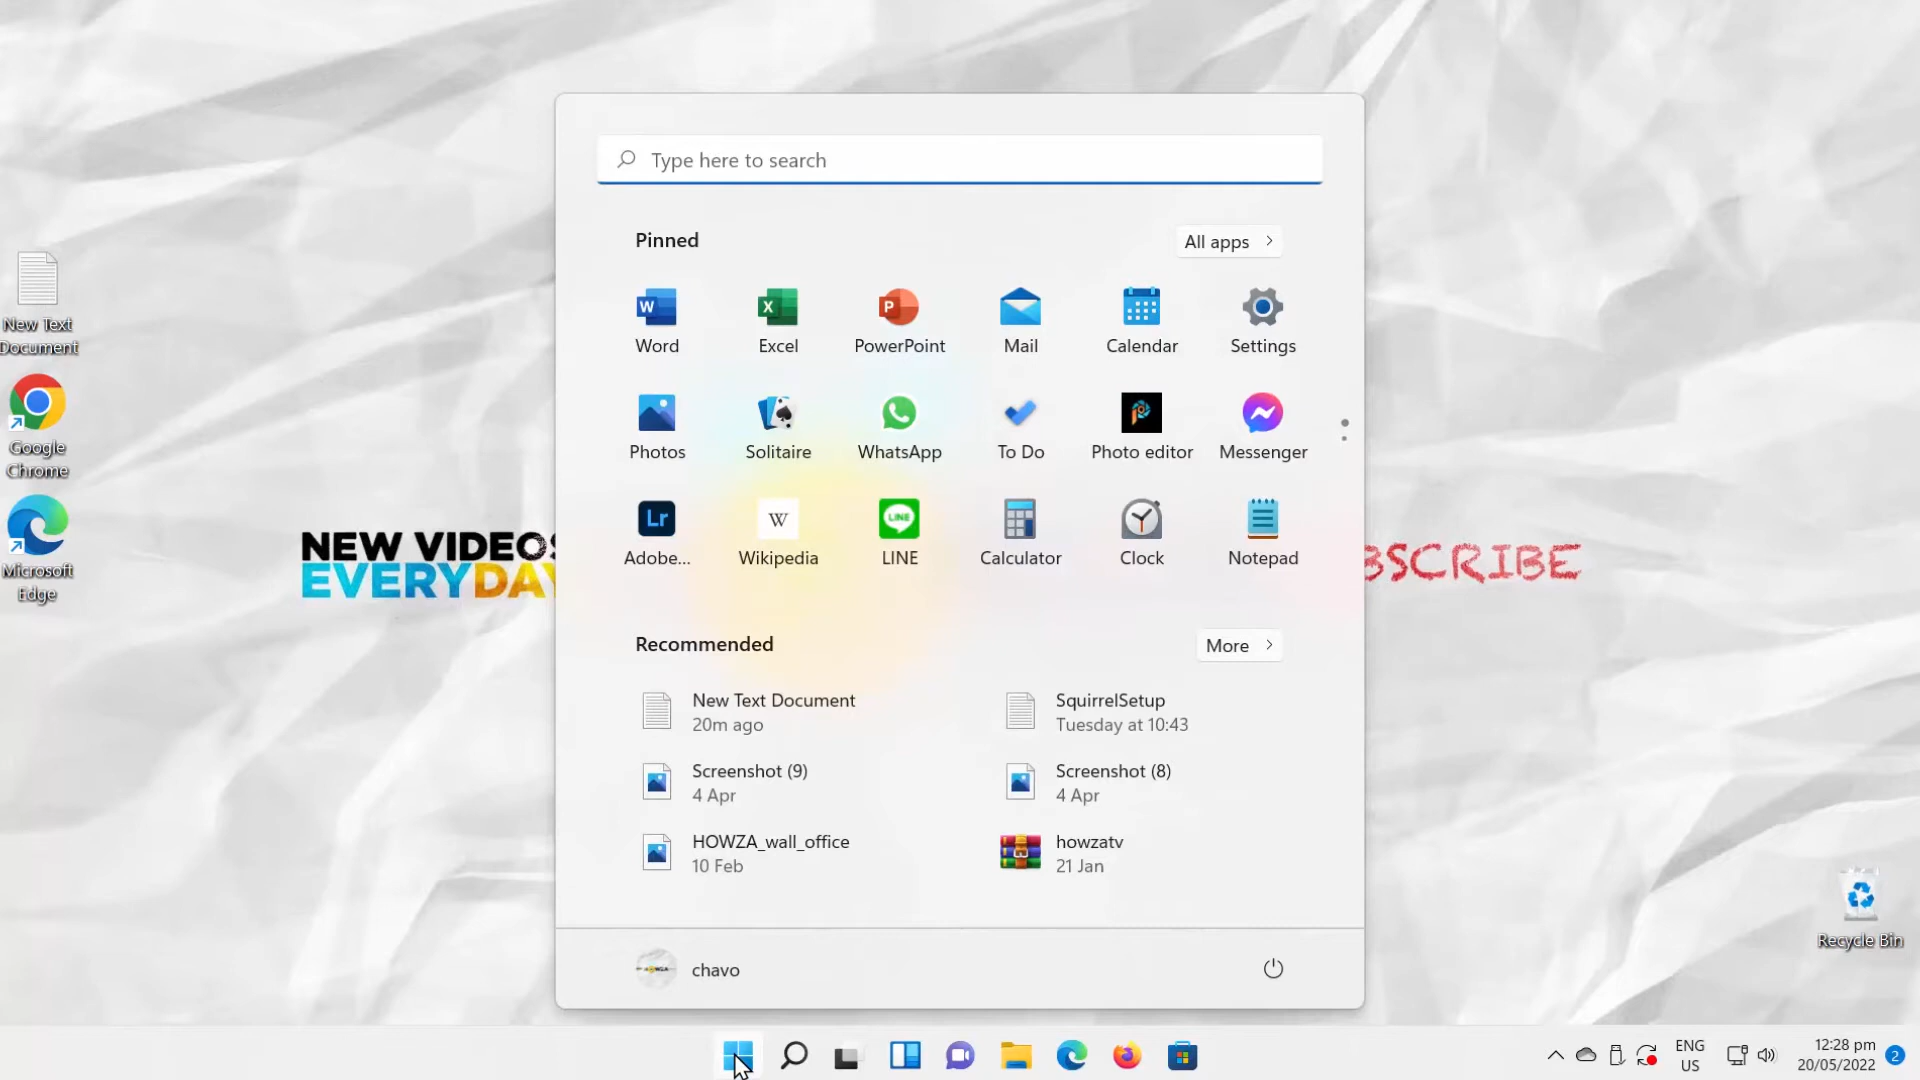 Type here to search
Pinned
All apps
Word
Excel
PowerPoint
Mail
Calendar
Settings
Photos
Solitaire
WhatsApp
To Do
Photo editor
Messenger
Lr
W
LINE
Adobe...
Wikipedia
LINE
Calculator
Clock
Notepad
Recommended
More
New Text Document
20m ago
SquirrelSetup
Tuesday at 10:43
Screenshot (9)
4 Apr
Screenshot (8)
4 Apr
HOWZA_wall_office
10 Feb
howzatv
21 Jan
chavo
New Text
Document
Google
Chrome
Microsoft
Edge
NEW VIDEOS
EVERYDAY
BSCRIBE
Recycle Bin
ENG
US
12:28 pm
20/05/2022
2